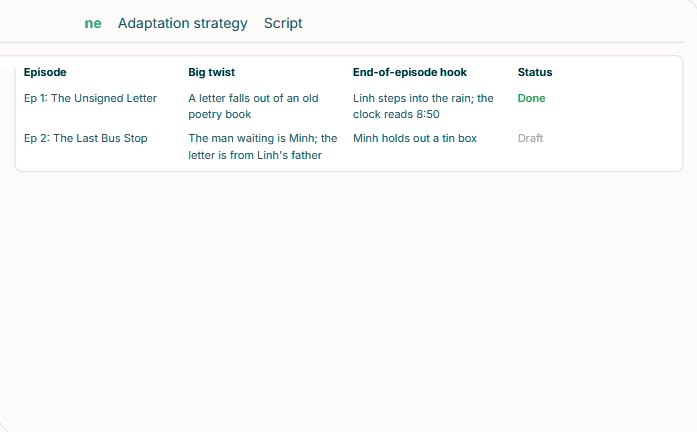 ne Adaptation strategy Script
Episode Big twist End-of-episode hook Status
Ep 1: The Unsigned Letter A letter falls out of an old poetry book Linh steps into the rain; the clock reads 8:50 Done
Ep 2: The Last Bus Stop The man waiting is Minh; the letter is from Linh's father Minh holds out a tin box Draft